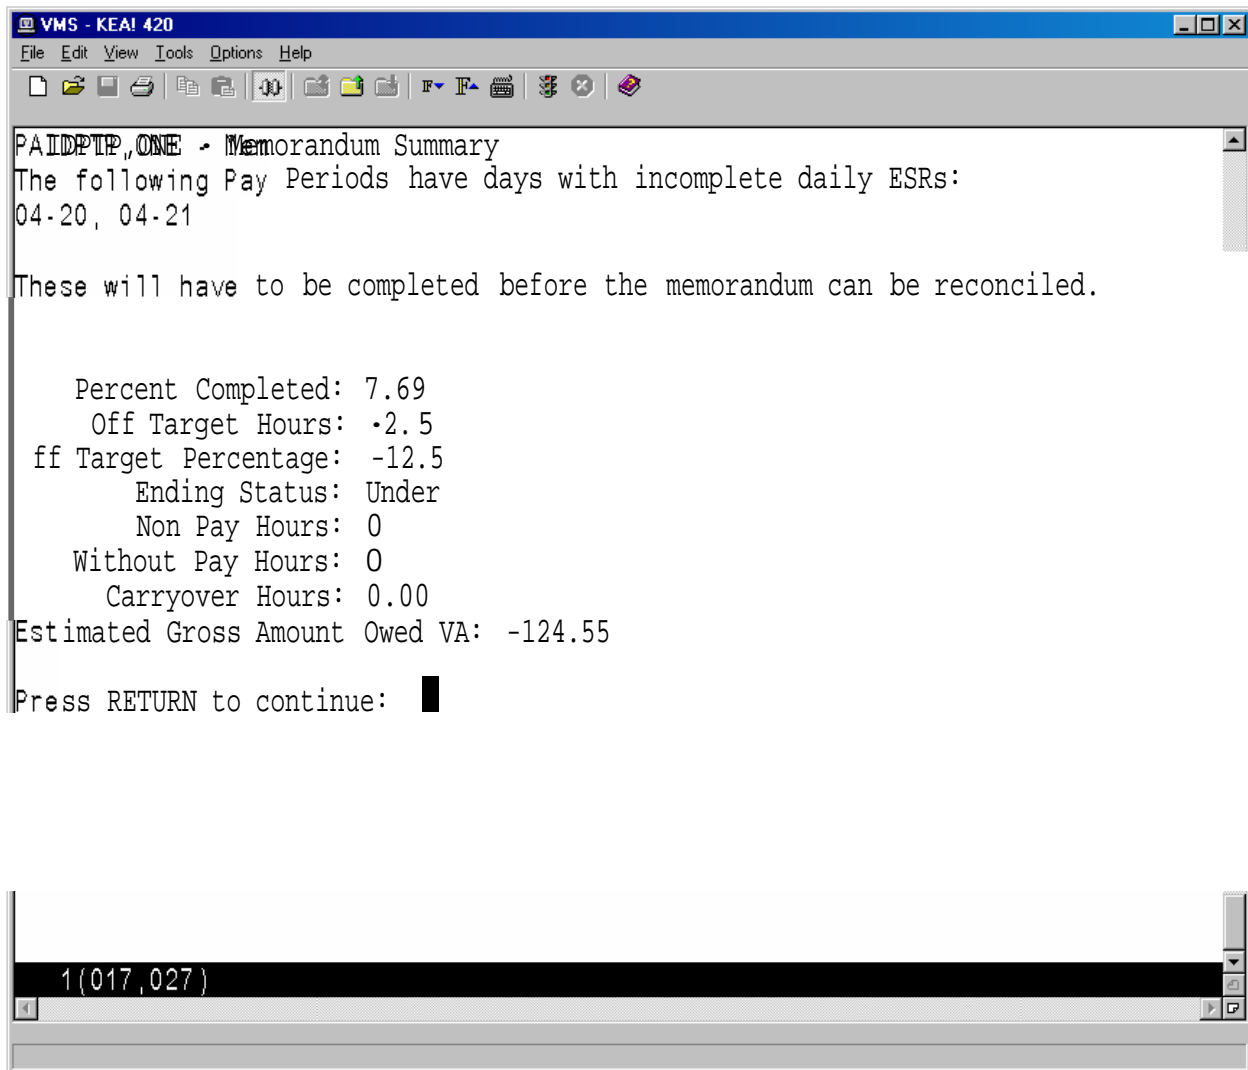 VMS - KEA! 420
File Edit View Tools Options Help
PAIDPTP,ONE - Memorandum Summary
The following Pay Periods have days with incomplete daily ESRs:
04-20, 04-21
These will have to be completed before the memorandum can be reconciled.
Percent Completed: 7.69
Off Target Hours: -2.5
ff Target Percentage: -12.5
Ending Status: Under
Non Pay Hours: 0
Without Pay Hours: 0
Carryover Hours: 0.00
Estimated Gross Amount Owed VA: -124.55
Press RETURN to continue:
1(017,027)